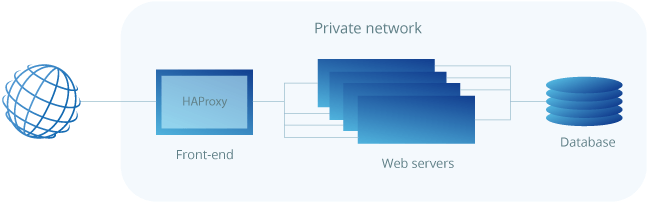 Private network
HAProxy
Front-end
Web servers
Database